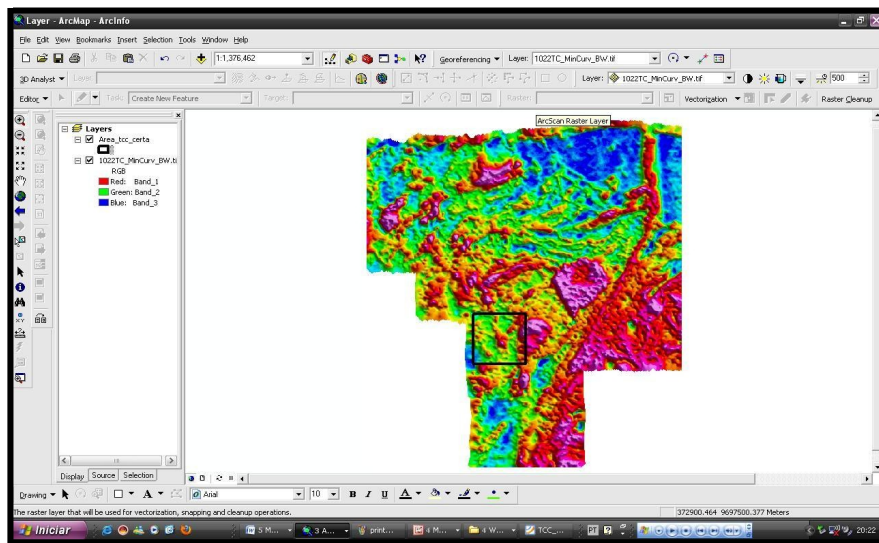 Layer - ArcMap - ArcInfo
File Edit View Bookmarks Insert Selection Tools Window Help
1:1,376,462
Georeferencing Layer: 1022TC_MinCurv_BW.tif
3D Analyst Layer: Layer: 1022TC_MinCurv_BW.tif 500
Editor Task: Create New Feature Target: Raster: Vectorization Raster Cleanup
ArcScan Raster Layer
Layers
Area_tcc_certa
1022TC_MinCurv_BW.ti
RGB
Red: Band_1
Green: Band_2
Blue: Band_3
Display Source Selection
Drawing A Arial 10 B I U A
The raster layer that will be used for vectorization, snapping and cleanup operations.
372900.464 9697500.377 Meters
Iniciar 5 M... 3 A... print... 4 M... 4 W... TCC_... PT 20:22